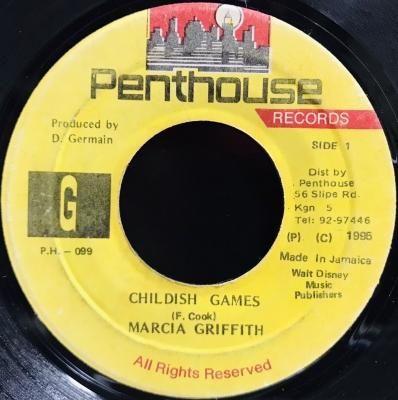 Penthouse
RECORDS
Produced by
D. Germain
SIDE 1
G
Dist by
Penthouse
56 Slipe Rd.
Kgn 5
Tel: 92-97446
(P) (C) 1995
P.H. - 099
Made In Jamaica
Walt Disney
Music
Publishers
CHILDISH GAMES
(F. Cook)
MARCIA GRIFFITH
All Rights Reserved